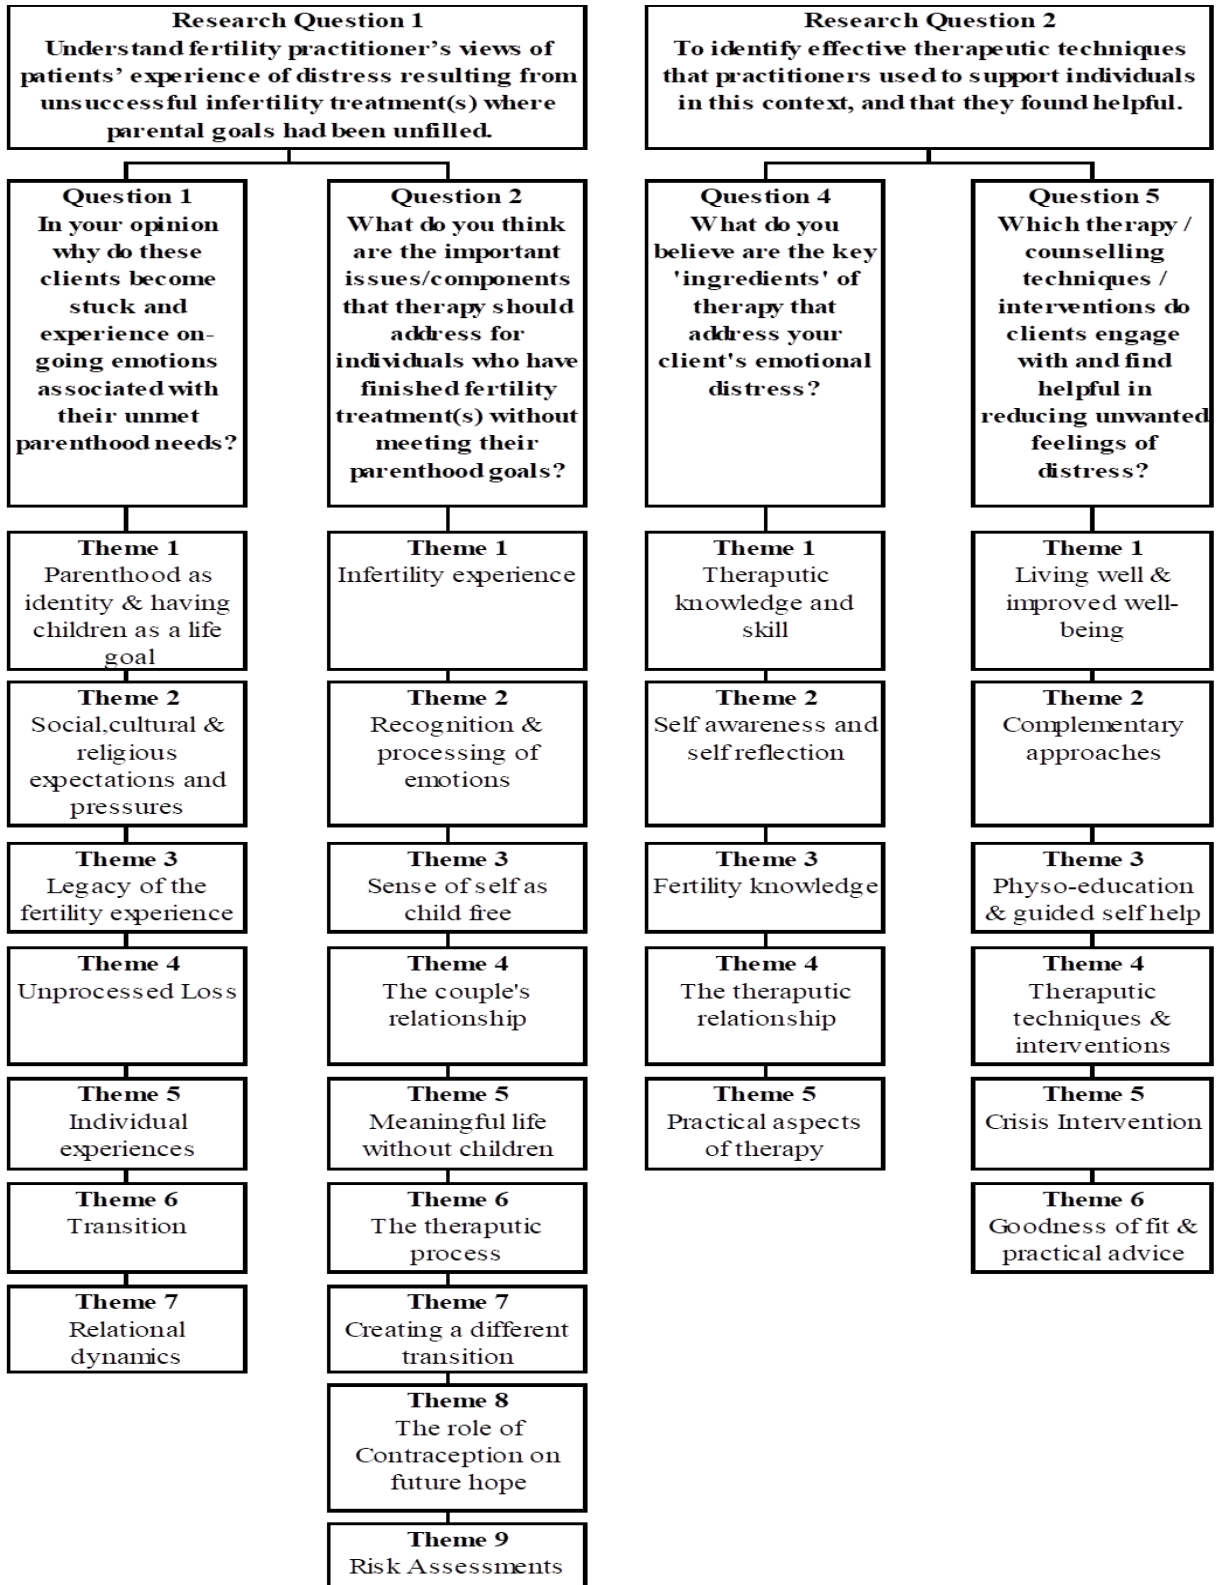 Research Question 1
Understand fertility practitioner's views of
patients' experience of distress resulting from
unsuccessful infertility treatment(s) where
parental goals had been unfilled.
Research Question 2
To identify effective therapeutic techniques
that practitioners used to support individuals
in this context, and that they found helpful.
Question 1
In your opinion
why do these
clients become
stuck and
experience on-
going emotions
associated with
their unmet
parenthood needs?
Question 2
What do you think
are the important
issues/components
that therapy should
address for
individuals who have
finished fertility
treatment(s) without
meeting their
parenthood goals?
Question 4
What do you
believe are the key
'ingredients' of
therapy that
address your
client's emotional
distress?
Question 5
Which therapy /
counselling
techniques /
interventions do
clients engage
with and find
helpful in
reducing unwanted
feelings of
distress?
Theme 1
Parenthood as
identity & having
children as a life
goal
Theme 1
Infertility experience
Theme 1
Theraputic
knowledge and
skill
Theme 1
Living well &
improved well-
being
Theme 2
Social,cultural &
religious
expectations and
pressures
Theme 2
Recognition &
processing of
emotions
Theme 2
Self awareness and
self reflection
Theme 2
Complementary
approaches
Theme 3
Legacy of the
fertility experience
Theme 3
Sense of self as
child free
Theme 3
Fertility knowledge
Theme 3
Physo-education
& guided self help
Theme 4
Unprocessed Loss
Theme 4
The couple's
relationship
Theme 4
The theraputic
relationship
Theme 4
Theraputic
techniques &
interventions
Theme 5
Individual
experiences
Theme 5
Meaningful life
without children
Theme 5
Practical aspects
of therapy
Theme 5
Crisis Intervention
Theme 6
Transition
Theme 6
The theraputic
process
Theme 6
Goodness of fit &
practical advice
Theme 7
Relational
dynamics
Theme 7
Creating a different
transition
Theme 8
The role of
Contraception on
future hope
Theme 9
Risk Assessments